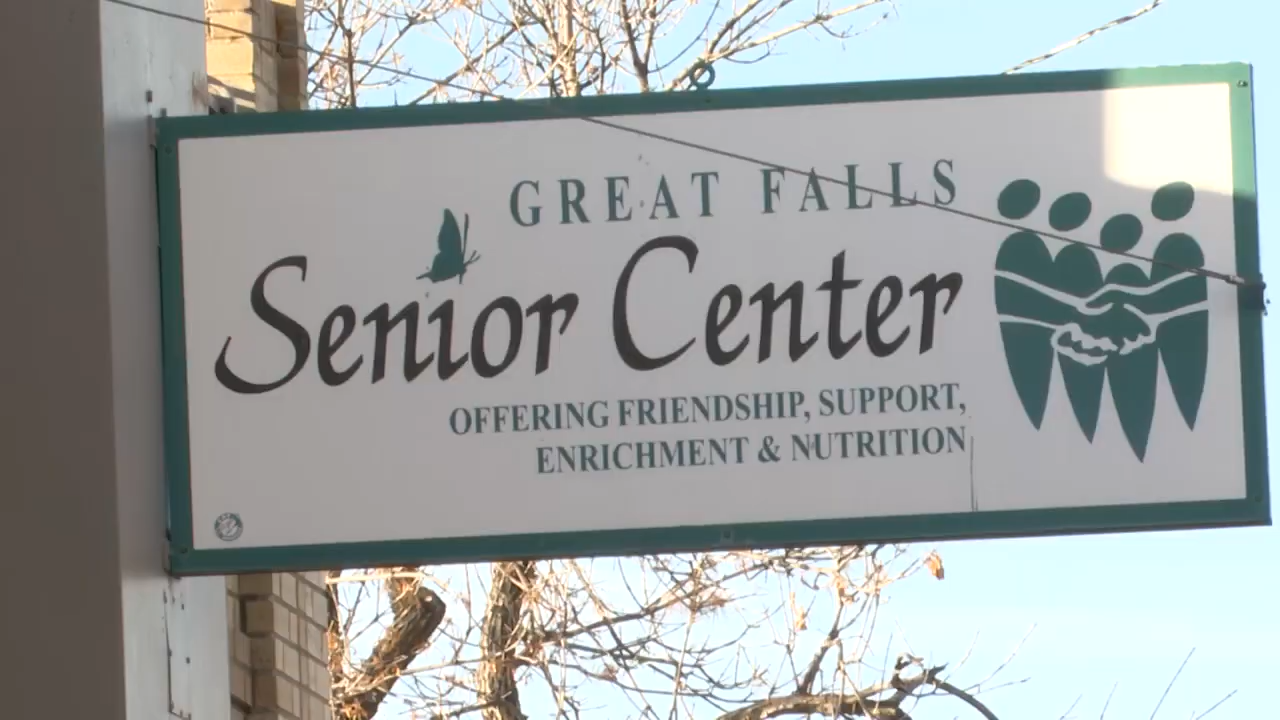 GREAT FALLS
Senior Center
OFFERING FRIENDSHIP, SUPPORT,
ENRICHMENT & NUTRITION